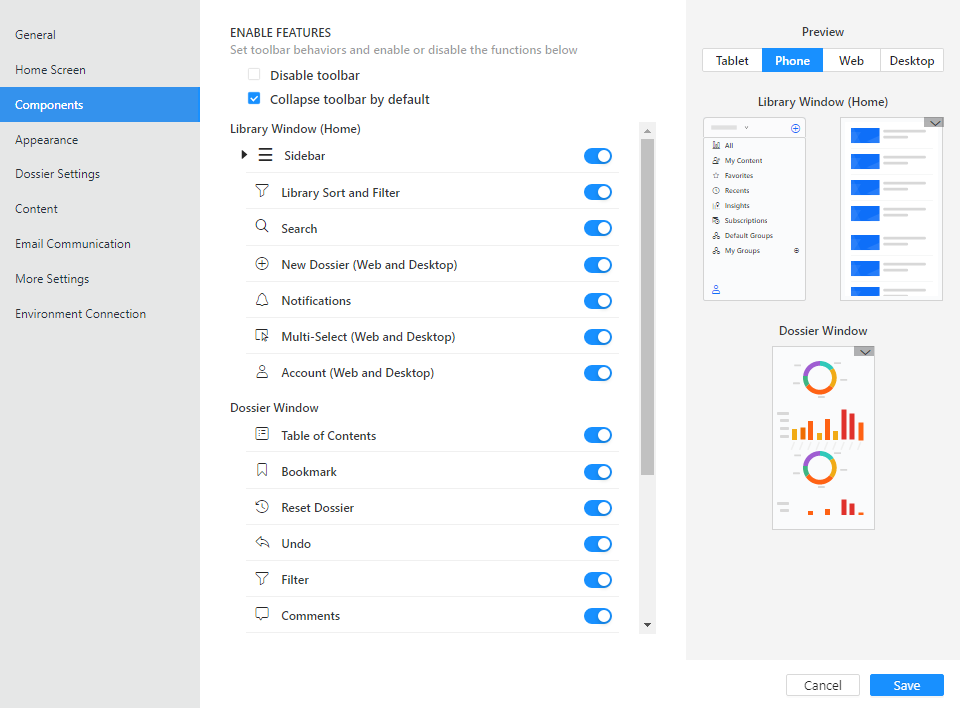 General
Home Screen
Components
Appearance
Dossier Settings
Content
Email Communication
More Settings
Environment Connection
ENABLE FEATURES
Set toolbar behaviors and enable or disable the functions below
Disable toolbar
Collapse toolbar by default
Library Window (Home)
Sidebar
Library Sort and Filter
Search
New Dossier (Web and Desktop)
Notifications
Multi-Select (Web and Desktop)
Account (Web and Desktop)
Dossier Window
Table of Contents
Bookmark
Reset Dossier
Undo
Filter
Comments
Preview
Tablet Phone Web Desktop
Library Window (Home)
All
My Content
Favorites
Recents
Insights
Subscriptions
Default Groups
My Groups
Dossier Window
Cancel Save